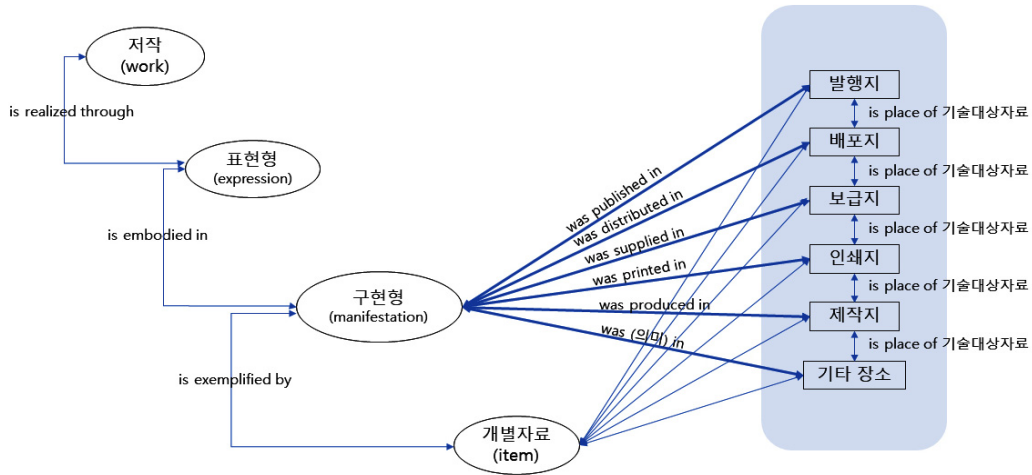 저작
(work)
is realized through
표현형
(expression)
is embodied in
구현형
(manifestation)
is exemplified by
개별자료
(item)
was published in
was distributed in
was supplied in
was printed in
was produced in
was (의미) in
발행지
is place of 기술대상자료
배포지
is place of 기술대상자료
보급지
is place of 기술대상자료
인쇄지
is place of 기술대상자료
제작지
is place of 기술대상자료
기타 장소